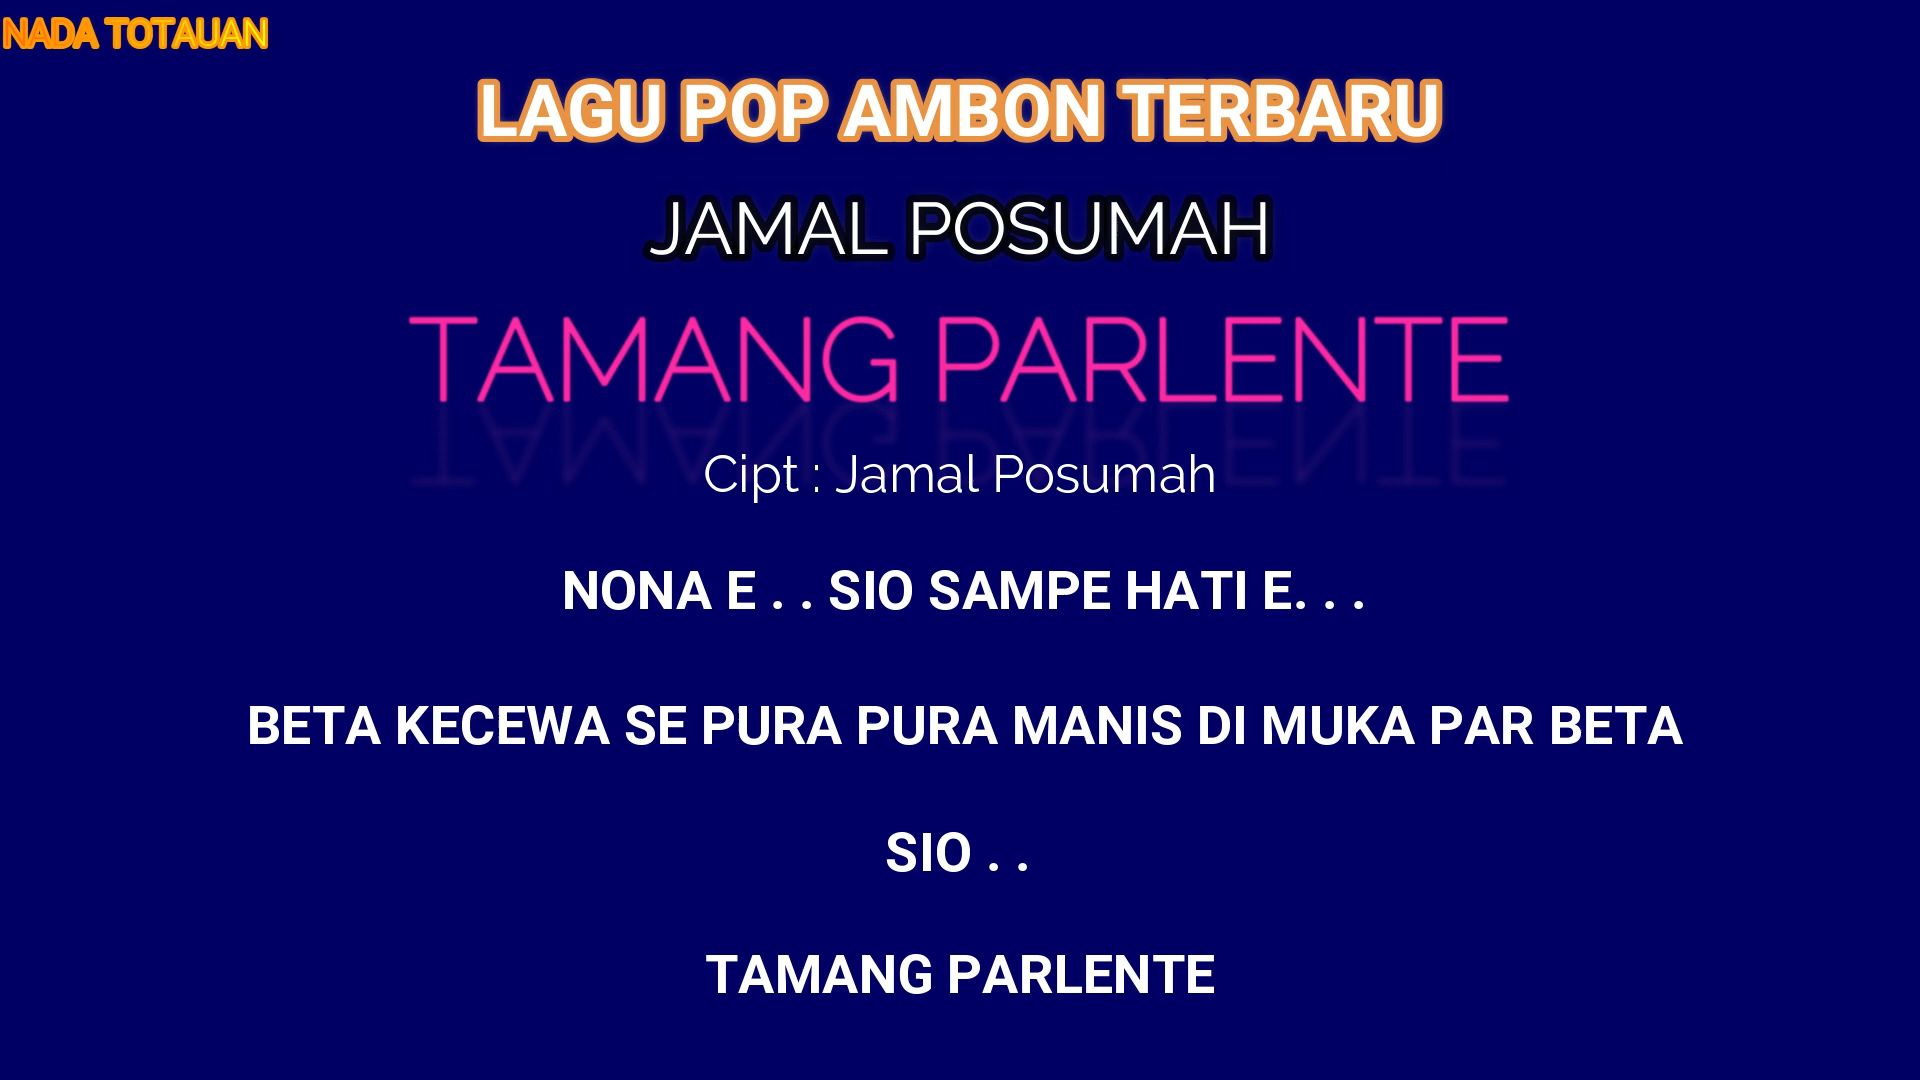 NADA TOTAUAN
LAGU POP AMBON TERBARU
JAMAL POSUMAH
TAMANG PARLENTE
Cipt : Jamal Posumah
NONA E . . SIO SAMPE HATI E. . .
BETA KECEWA SE PURA PURA MANIS DI MUKA PAR BETA
SIO . .
TAMANG PARLENTE